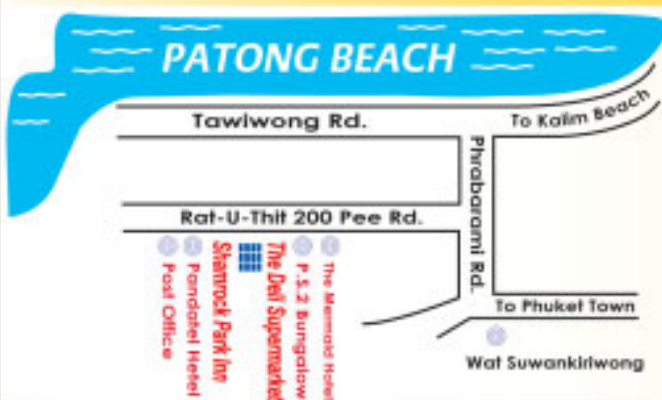 PATONG BEACH
Tawiwong Rd.
To Kalim Beach
Phrabarami Rd.
Rat-U-Thit 200 Pee Rd.
Post Office
Pandatel Hotel
Shamrock Park Inn
The Deli Supermarket
P.S.2 Bungalow
The Mermaid Hotel
To Phuket Town
Wat Suwankiriwong